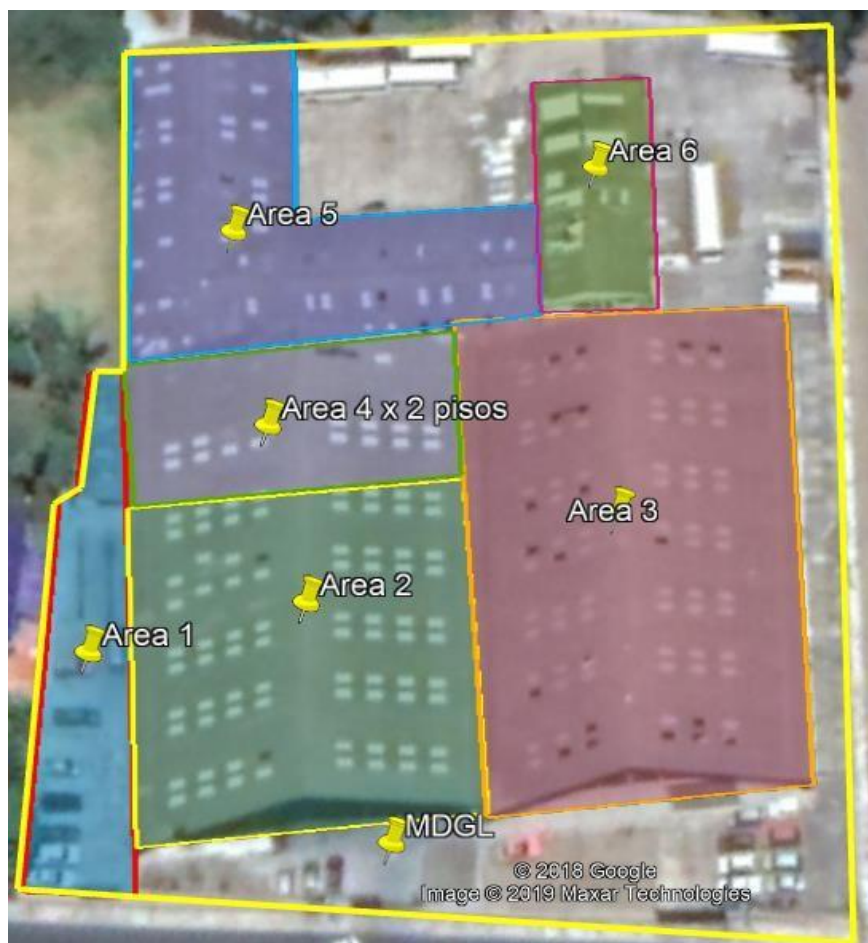 Area 6
Area 5
Area 4 x 2 pisos
Area 3
Area 2
Area 1
MDGL
© 2018 Google
Image © 2019 Maxar Technologies